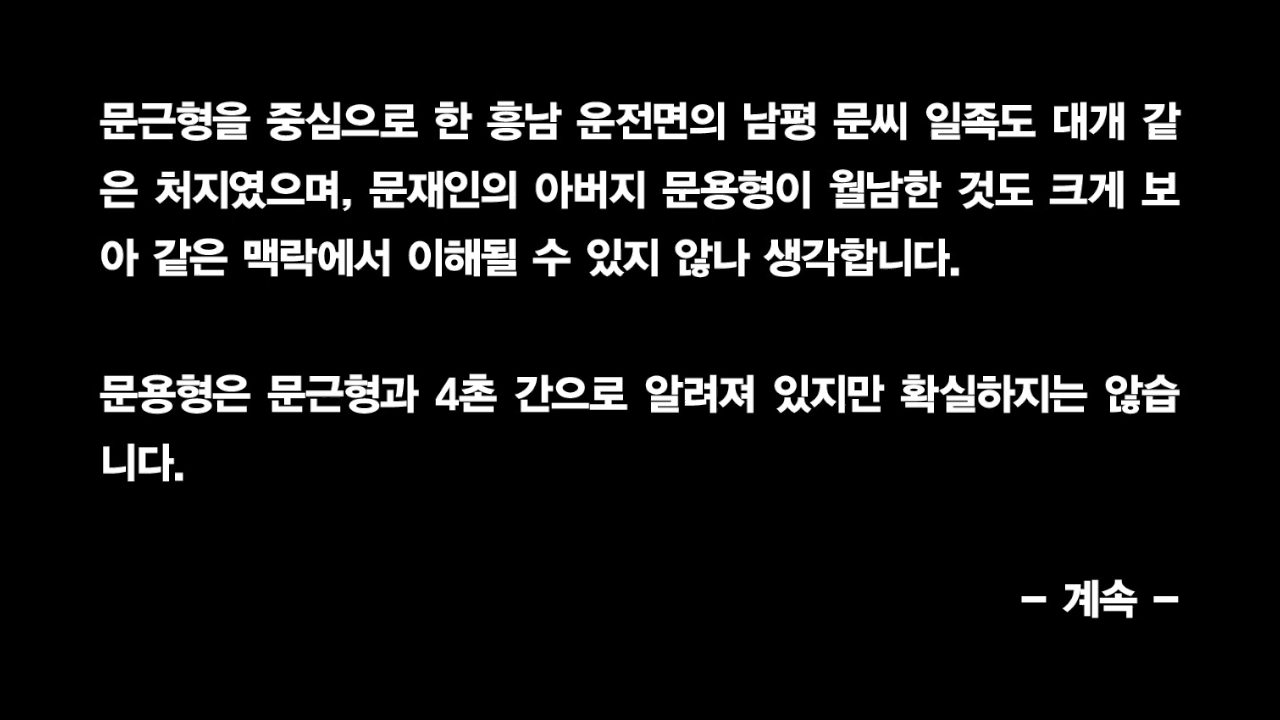 문근형을 중심으로 한 흥남 운전면의 남평 문씨 일족도 대개 같
은 처지였으며, 문재인의 아버지 문용형이 월남한 것도 크게 보
아 같은 맥락에서 이해될 수 있지 않나 생각합니다.
문용형은 문근형과 4촌 간으로 알려져 있지만 확실하지는 않습
니다.
- 계속 -